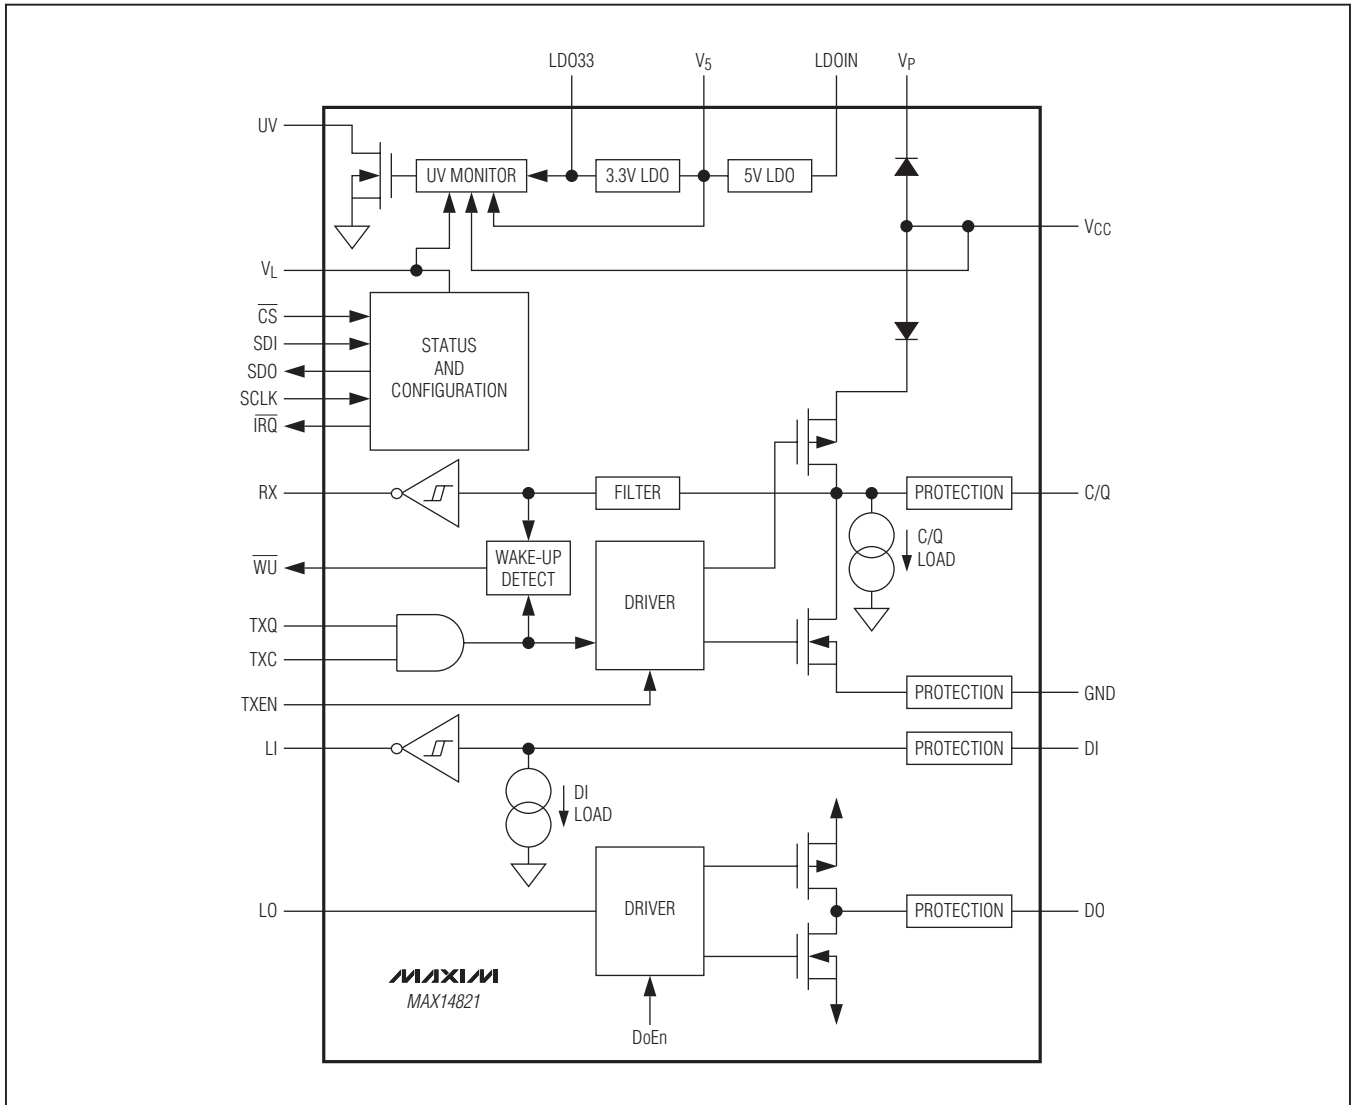 LDO33 V5 LDOIN VP
UV
UV MONITOR 3.3V LDO 5V LDO
VCC
VL
CS
SDI
SDO
SCLK
IRQ
STATUS
AND
CONFIGURATION
RX FILTER PROTECTION C/Q
C/Q
LOAD
WU
WAKE-UP
DETECT
DRIVER
TXQ
TXC
TXEN
PROTECTION GND
LI PROTECTION DI
DI
LOAD
LO DRIVER PROTECTION DO
MAXIM
MAX14821
DoEn